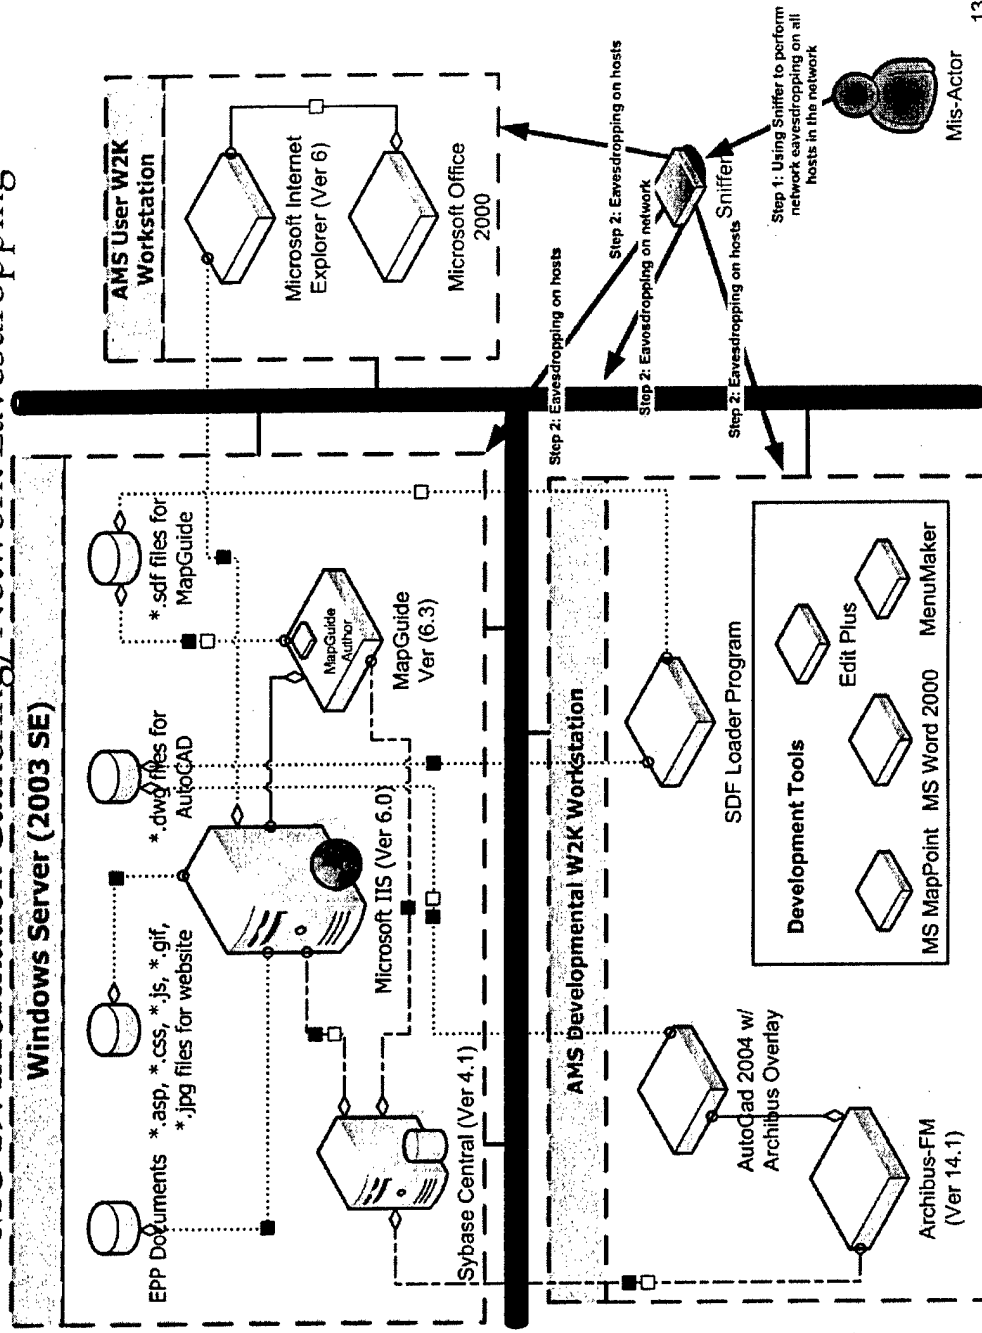 Windows Server (2003 SE)
EPP Documents
*.asp, *.css, *.js, *.gif,
*.jpg files for website
*.dwg files for
AutoCAD
*.sdf files for
MapGuide
Microsoft IIS (Ver 6.0)
MapGuide
Author
MapGuide
Ver (6.3)
Sybase Central (Ver 4.1)
AMS User W2K
Workstation
Microsoft Internet
Explorer (Ver 6)
Microsoft Office
2000
AMS Developmental W2K Workstation
AutoCad 2004 w/
Archibus Overlay
Archibus-FM
(Ver 14.1)
SDF Loader Program
Development Tools
Edit Plus
MS MapPoint
MS Word 2000
MenuMaker
Step 2: Eavesdropping on hosts
Step 2: Eavesdropping on hosts
Step 2: Eavesdropping on network
Step 2: Eavesdropping on hosts
Sniffer
Step 1: Using Sniffer to perform
network eavesdropping on all
hosts in the network
Mis-Actor
13